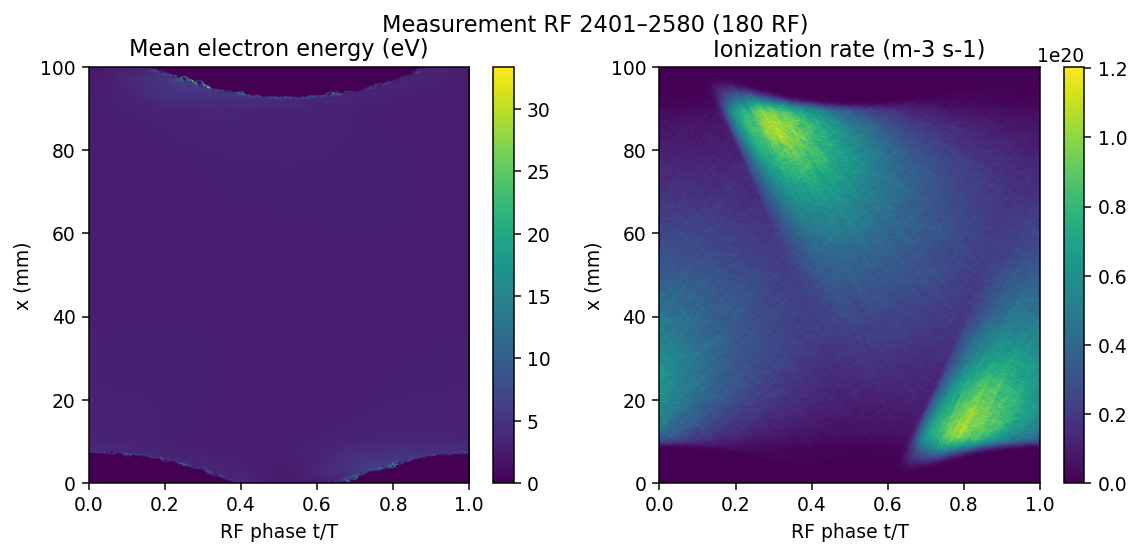 Measurement RF 2401–2580 (180 RF)
Mean electron energy (eV)
Ionization rate (m-3 s-1)
1e20
100
80
60
40
20
0
x (mm)
0.0 0.2 0.4 0.6 0.8 1.0
RF phase t/T
30
25
20
15
10
5
0
100
80
60
40
20
0
x (mm)
0.0 0.2 0.4 0.6 0.8 1.0
RF phase t/T
1.2
1.0
0.8
0.6
0.4
0.2
0.0